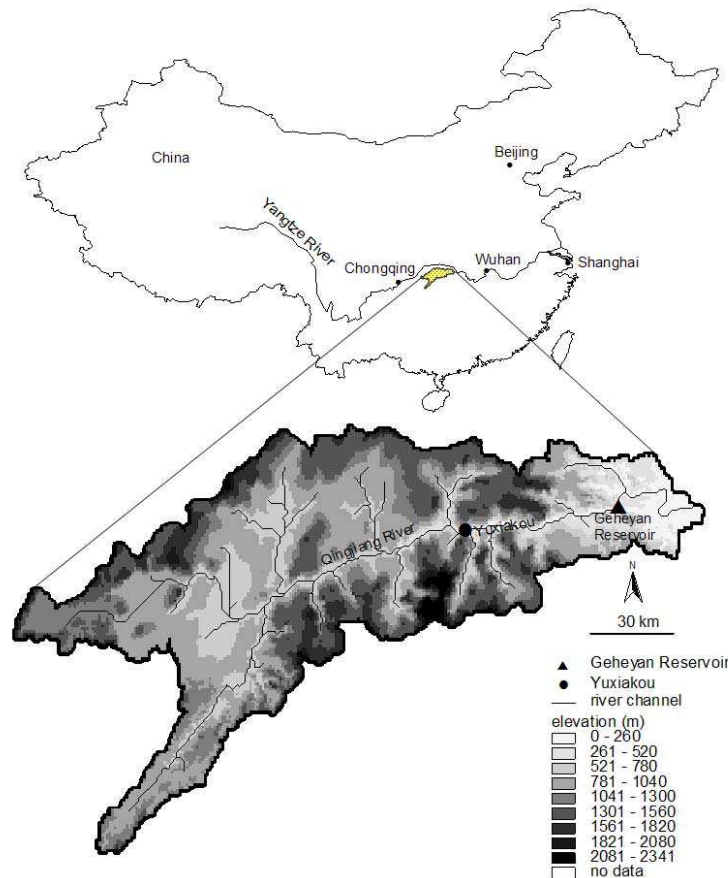 China
Beijing
Yangtze River
Chongqing
Wuhan
Shanghai
Qingjiang River
Yuxiakou
Geheyan
Reservoir
N
30 km
Geheyan Reservoir
Yuxiakou
river channel
elevation (m)
0 - 260
261 - 520
521 - 780
781 - 1040
1041 - 1300
1301 - 1560
1561 - 1820
1821 - 2080
2081 - 2341
no data